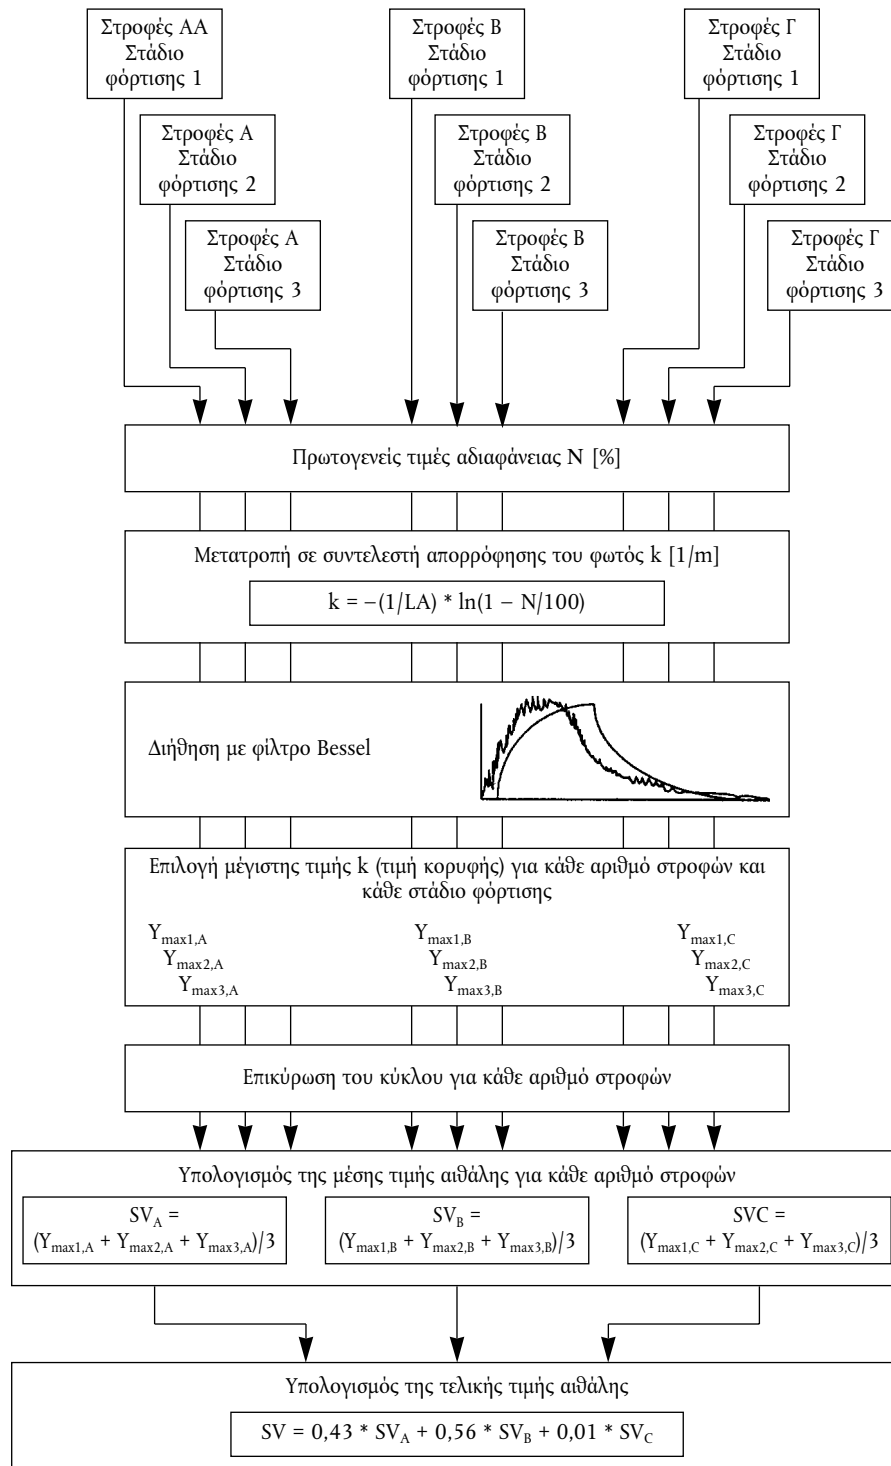 Στροφές AA
Στάδιο
φόρτισης 1
Στροφές B
Στάδιο
φόρτισης 1
Στροφές Γ
Στάδιο
φόρτισης 1
Στροφές A
Στάδιο
φόρτισης 2
Στροφές B
Στάδιο
φόρτισης 2
Στροφές Γ
Στάδιο
φόρτισης 2
Στροφές A
Στάδιο
φόρτισης 3
Στροφές B
Στάδιο
φόρτισης 3
Στροφές Γ
Στάδιο
φόρτισης 3
Πρωτογενείς τιμές αδιαφάνειας N [%]
Μετατροπή σε συντελεστή απορρόφησης του φωτός k [1/m]
k = −(1/LA) * ln(1 − N/100)
Διήθηση με φίλτρο Bessel
Επιλογή μέγιστης τιμής k (τιμή κορυφής) για κάθε αριθμό στροφών και
κάθε στάδιο φόρτισης
Ymax1,A
Ymax1,B
Ymax1,C
Ymax2,A
Ymax2,B
Ymax2,C
Ymax3,A
Ymax3,B
Ymax3,C
Επικύρωση του κύκλου για κάθε αριθμό στροφών
Υπολογισμός της μέσης τιμής αιθάλης για κάθε αριθμό στροφών
SVA =
(Ymax1,A + Ymax2,A + Ymax3,A)/3
SVB =
(Ymax1,B + Ymax2,B + Ymax3,B)/3
SVC =
(Ymax1,C + Ymax2,C + Ymax3,C)/3
Υπολογισμός της τελικής τιμής αιθάλης
SV = 0,43 * SVA + 0,56 * SVB + 0,01 * SVC